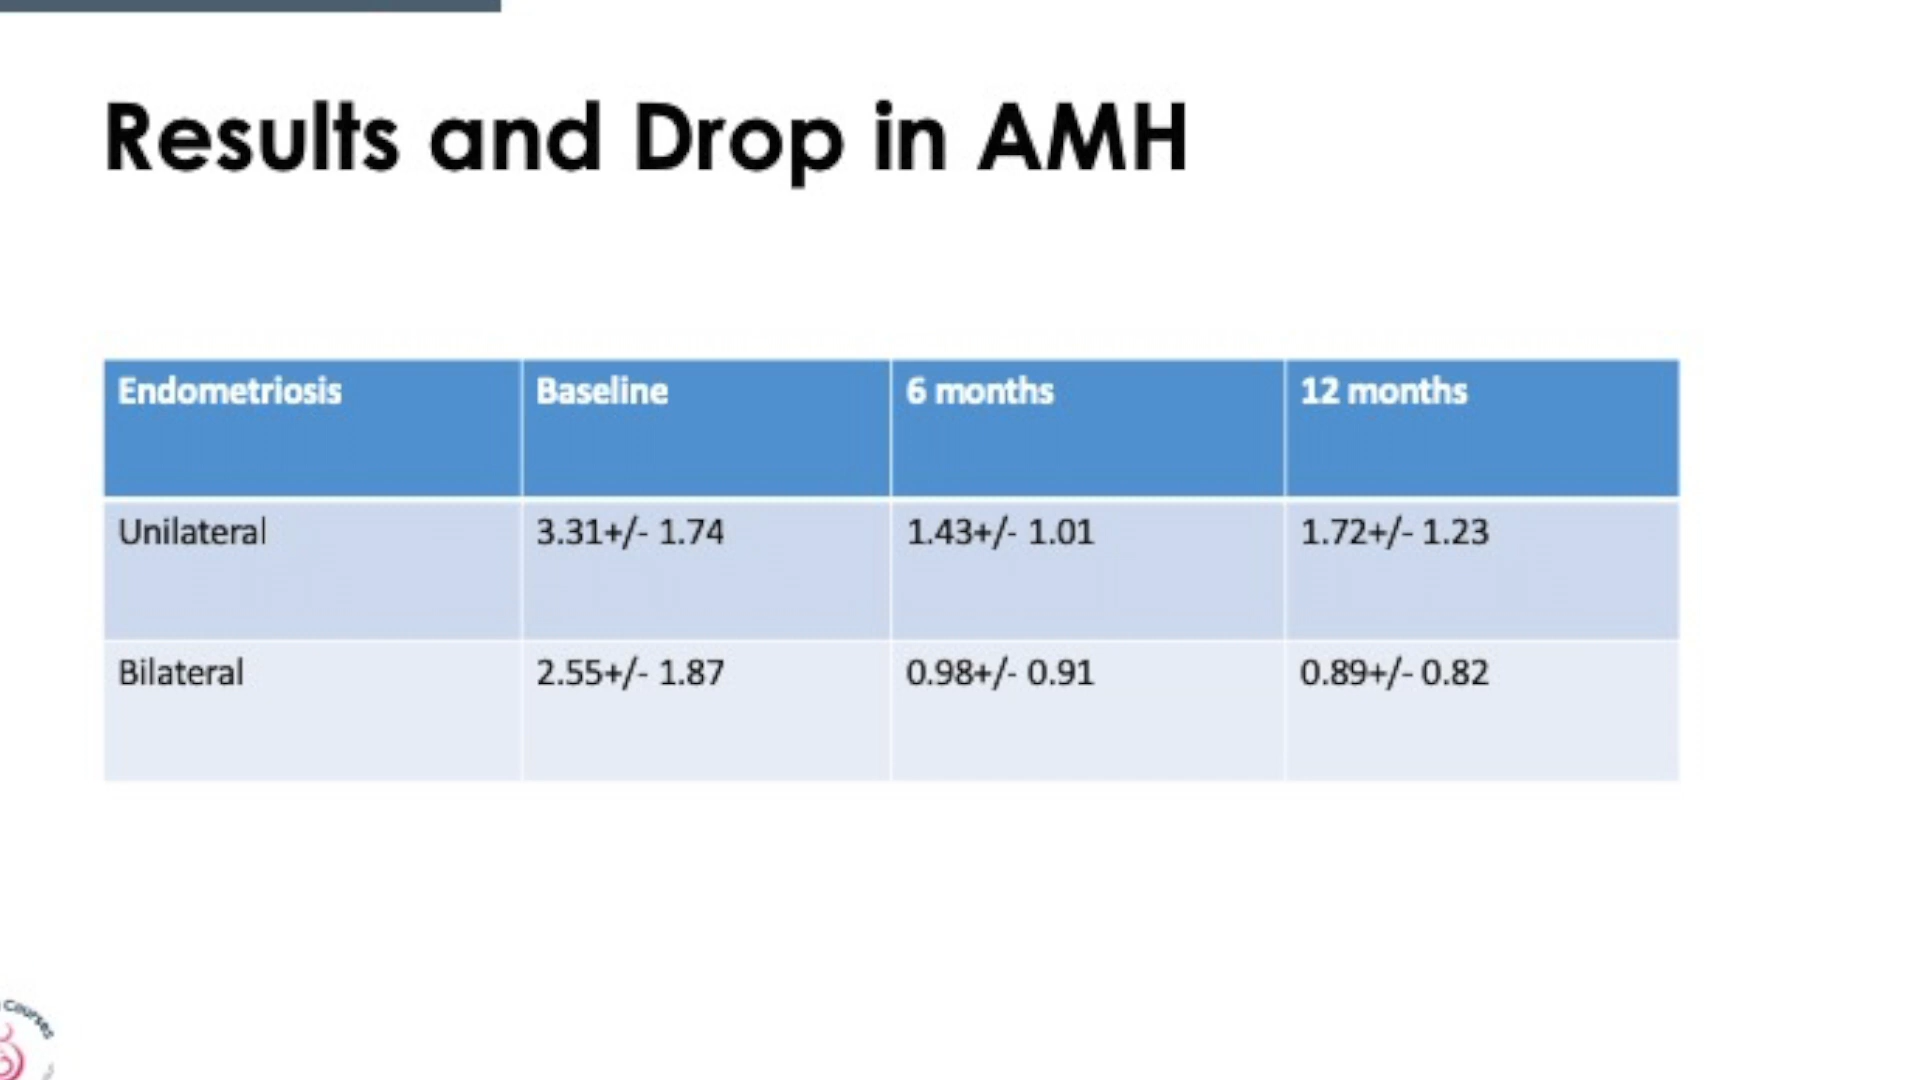 Results and Drop in AMH
Endometriosis Baseline 6 months 12 months
Unilateral 3.31+/- 1.74 1.43+/- 1.01 1.72+/- 1.23
Bilateral 2.55+/- 1.87 0.98+/- 0.91 0.89+/- 0.82
Courses